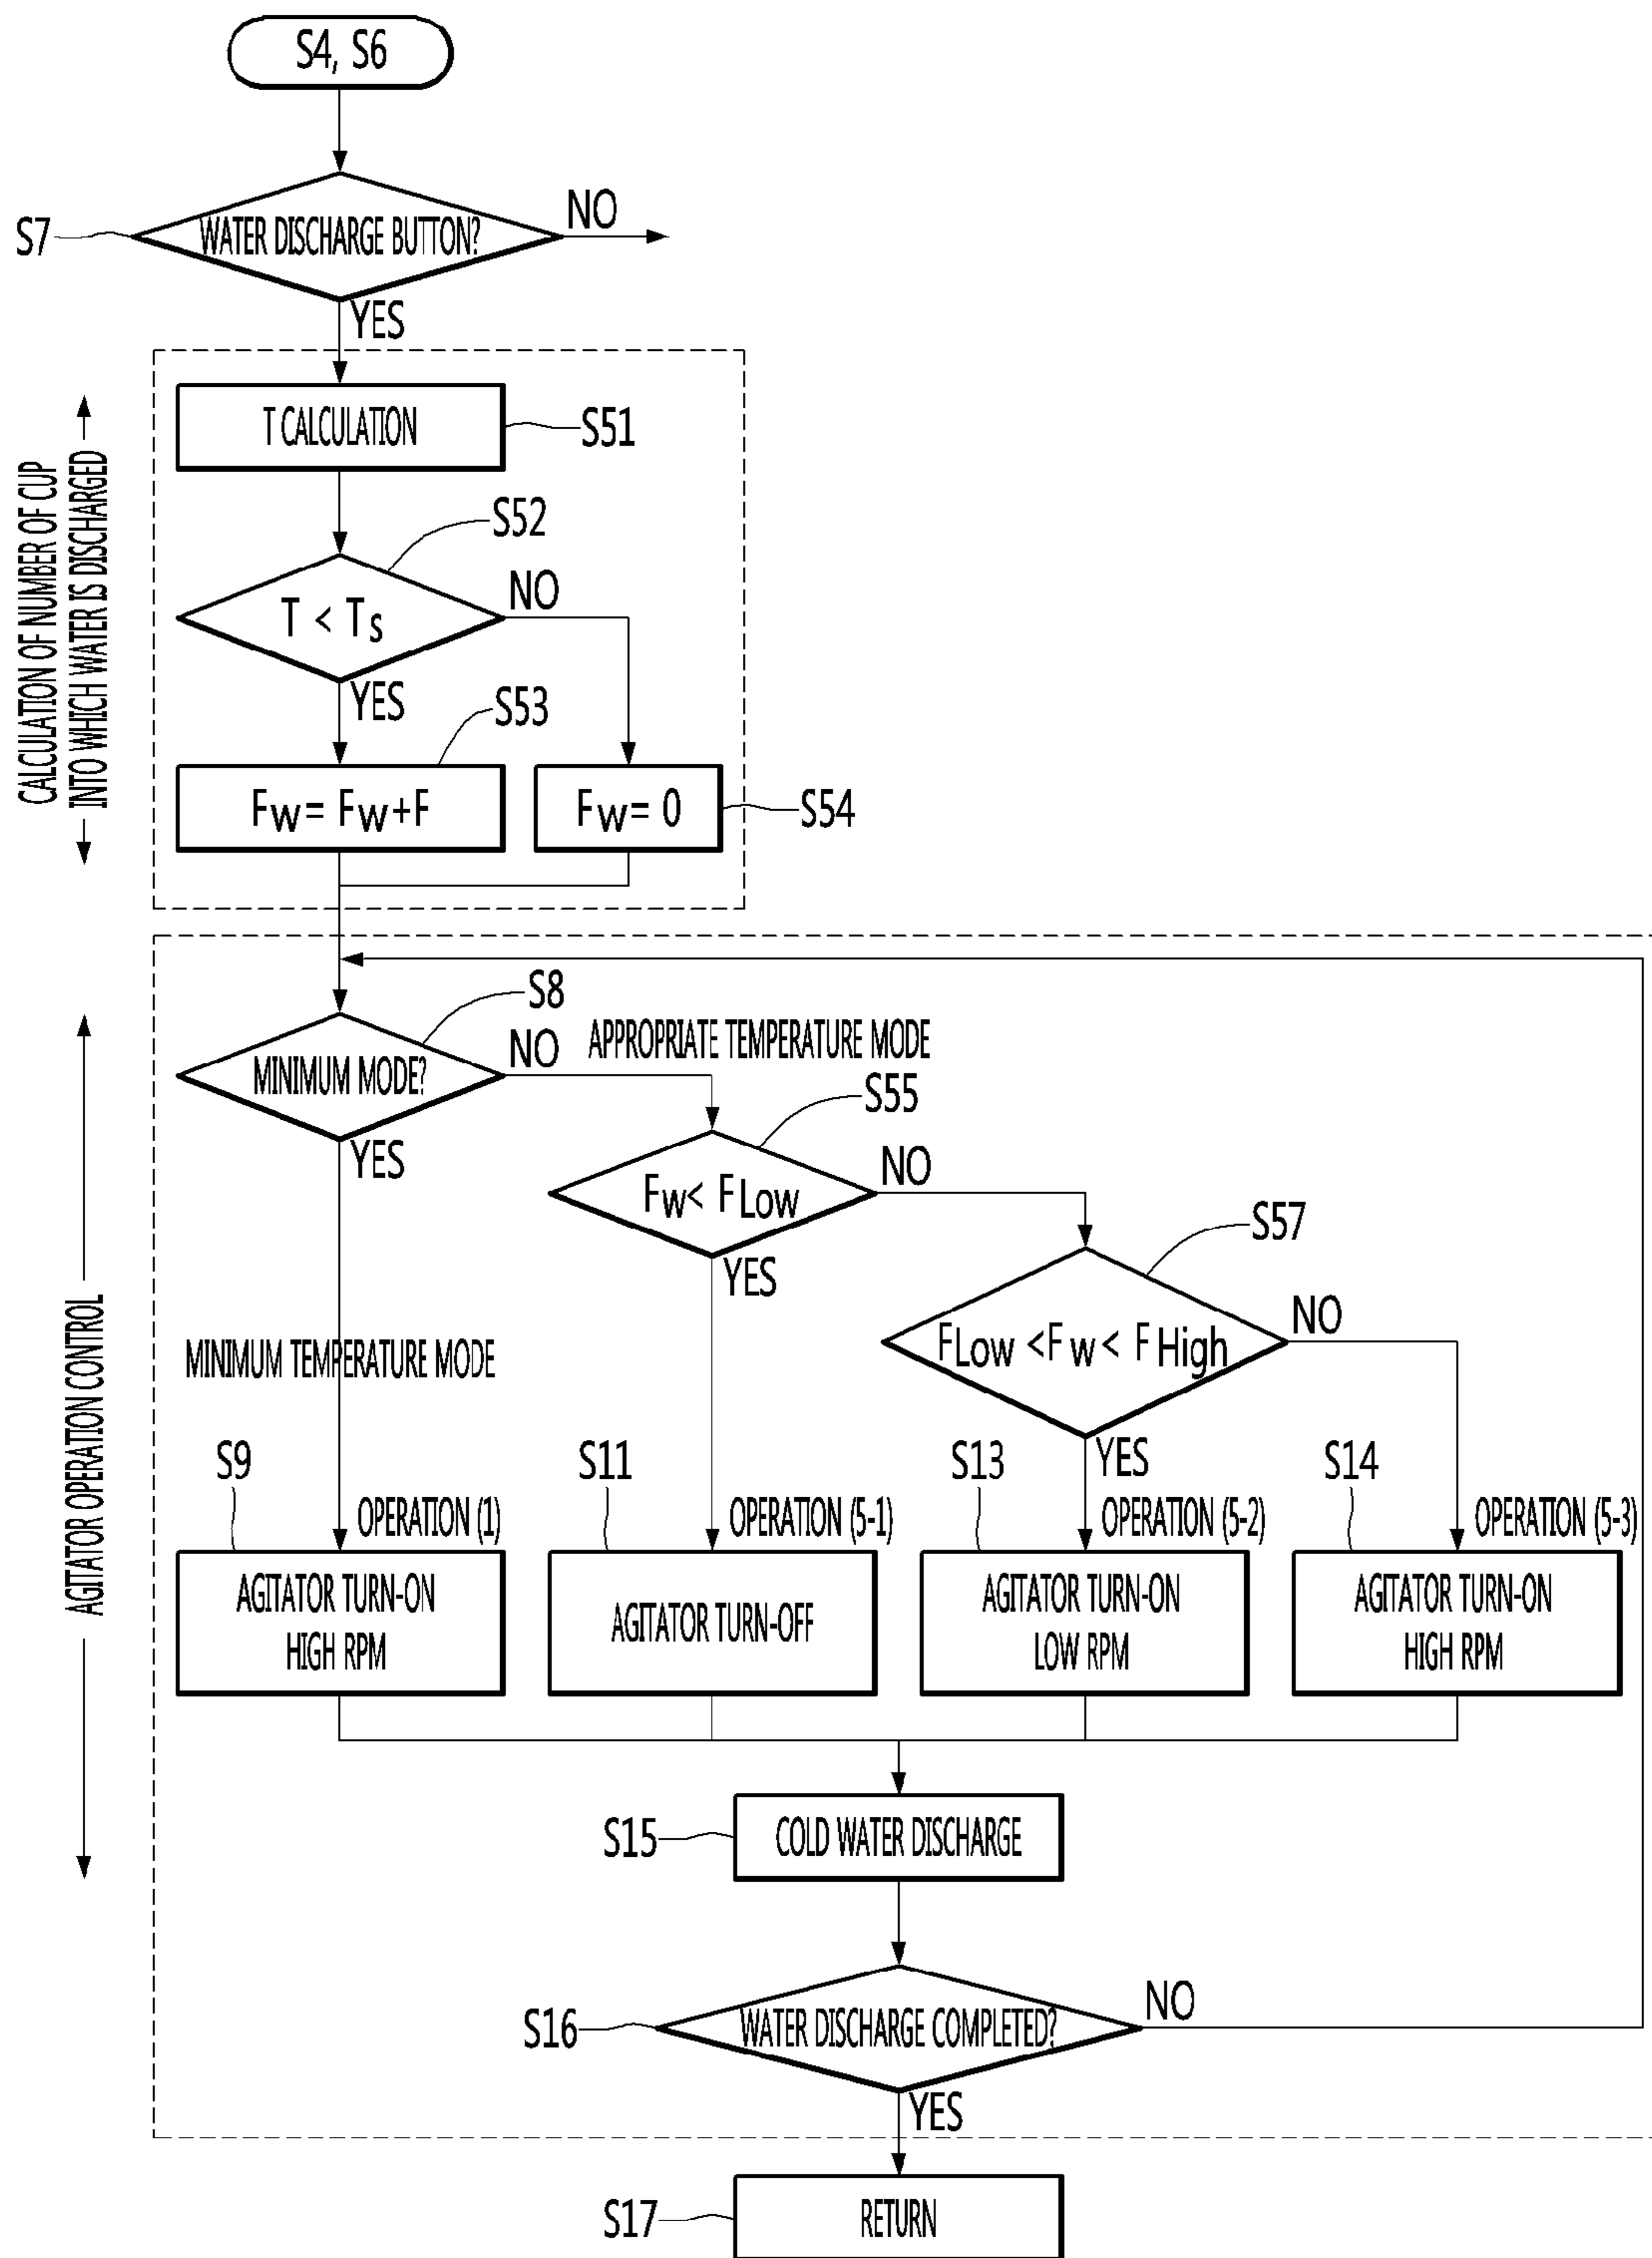 S4, S6
S7
WATER DISCHARGE BUTTON?
NO
YES
CALCULATION OF NUMBER OF CUP
INTO WHICH WATER IS DISCHARGED
T CALCULATION
S51
S52
T < Ts
NO
YES
S53
Fw= Fw+F
Fw= 0
S54
AGITATOR OPERATION CONTROL
S8
MINIMUM MODE?
NO
APPROPRIATE TEMPERATURE MODE
YES
S55
Fw< FLow
NO
YES
S57
FLow <Fw< FHigh
NO
YES
MINIMUM TEMPERATURE MODE
S9
OPERATION (1)
AGITATOR TURN-ON
HIGH RPM
S11
OPERATION (5-1)
AGITATOR TURN-OFF
S13
OPERATION (5-2)
AGITATOR TURN-ON
LOW RPM
S14
OPERATION (5-3)
AGITATOR TURN-ON
HIGH RPM
S15
COLD WATER DISCHARGE
S16
WATER DISCHARGE COMPLETED?
NO
YES
S17
RETURN